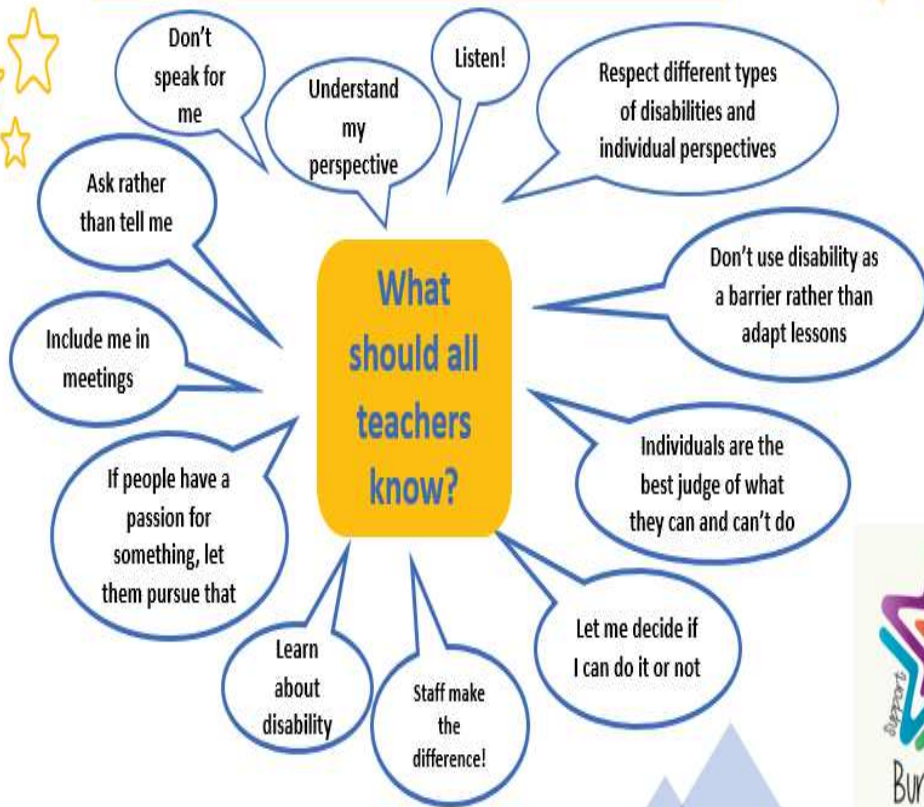 What
should all
teachers
know?
Don't
speak for
me
Understand
my
perspective
Listen!
Respect different types
of disabilities and
individual perspectives
Ask rather
than tell me
Don't use disability as
a barrier rather than
adapt lessons
Include me in
meetings
Individuals are the
best judge of what
they can and can't do
If people have a
passion for
something, let
them pursue that
Let me decide if
I can do it or not
Learn
about
disability
Staff make
the
difference!
support